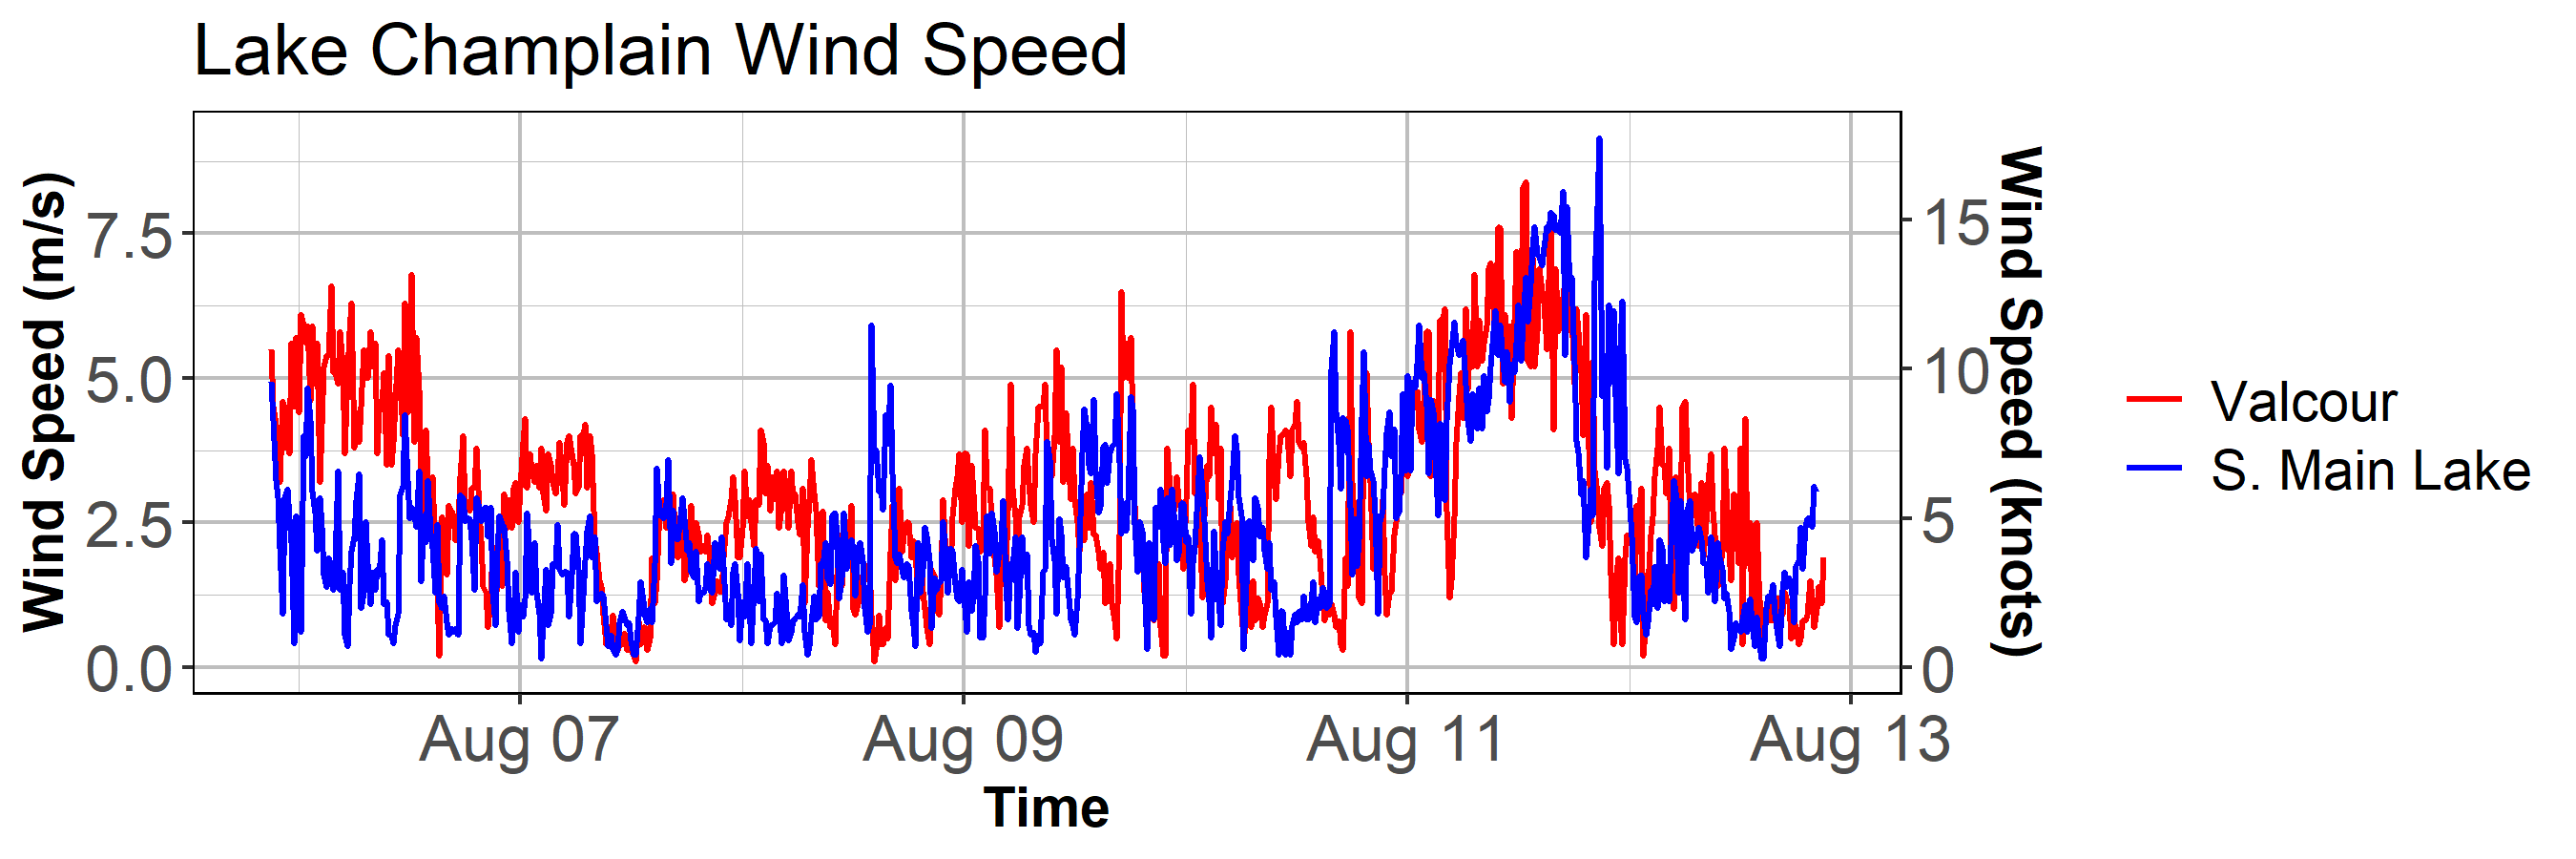 Lake Champlain Wind Speed
Wind Speed (m/s)
7.5
5.0
2.5
0.0
15
10
5
0
Wind Speed (knots)
Aug 07
Aug 09
Aug 11
Aug 13
Time
Valcour
S. Main Lake